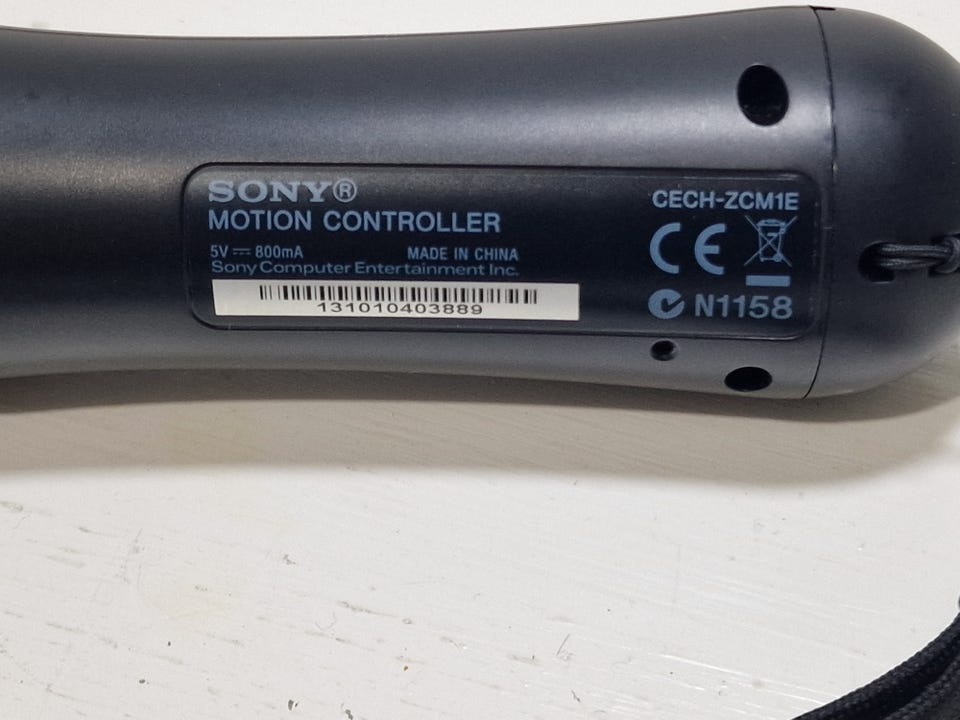 SONY®
MOTION CONTROLLER
5V ⎓ 800mA MADE IN CHINA
Sony Computer Entertainment Inc.
131010403889
CECH-ZCM1E
CE
N1158